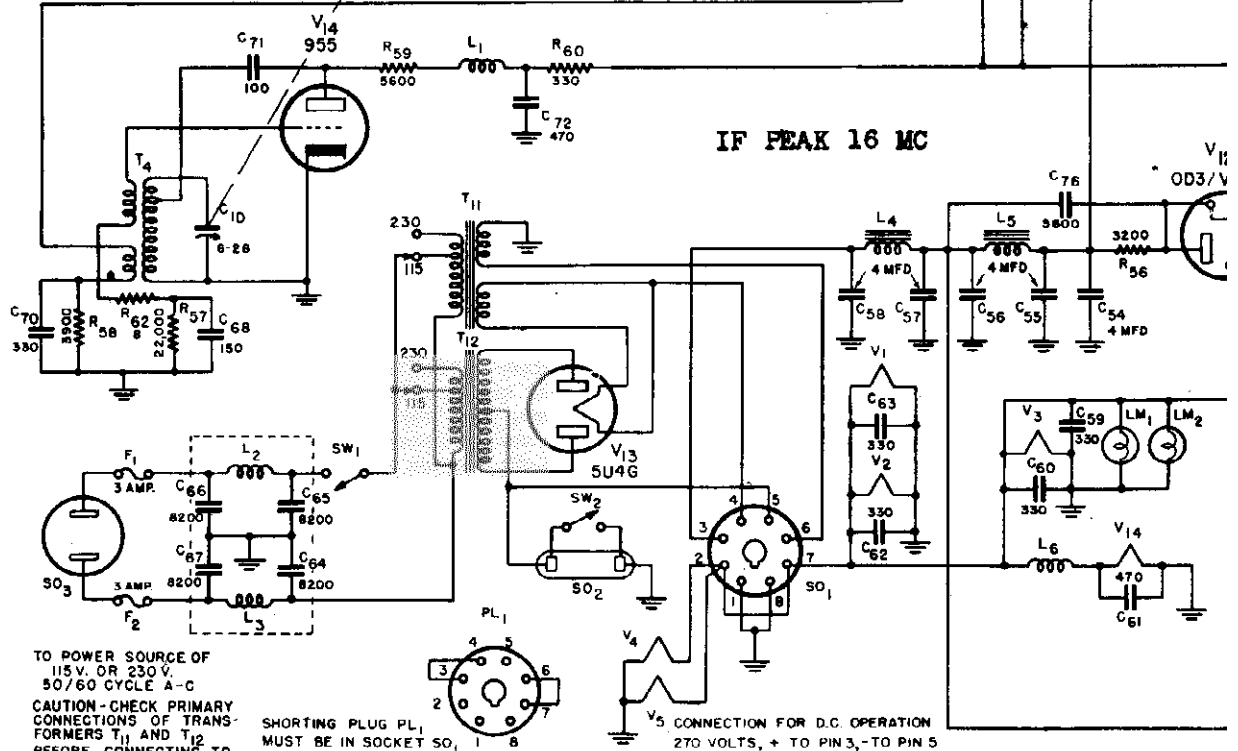 V14
955
C71
100
R59
5600
L1
R60
330
C72
470
IF PEAK 16 MC
V12
OD3/V
C76
T4
C1D
6-26
T11
230
115
L4
L5
3200
R56
4 MFD
4 MFD
C58
C57
C56
C55
C54
4 MFD
C70
330
3900
R58
R62
8
R57
22,000
C68
150
T12
230
115
V1
C63
330
V2
330
C62
V3
C59
330
C60
330
LM1
LM2
V13
5U4G
F1
3 AMP.
L2
SW1
C66
8200
C65
8200
C67
8200
C64
8200
SO3
3 AMP
F2
L3
SW2
SO2
4
5
3
6
2
7
1
8
SO1
L6
V14
470
C61
PL1
4
5
3
6
2
7
1
8
V4
V5
TO POWER SOURCE OF
115 V. OR 230 V.
50/60 CYCLE A-C
CAUTION-CHECK PRIMARY
CONNECTIONS OF TRANS-
FORMERS T11 AND T12
BEFORE CONNECTING TO
SHORTING PLUG PL1
MUST BE IN SOCKET SO1
CONNECTION FOR D.C. OPERATION
270 VOLTS, + TO PIN 3, - TO PIN 5